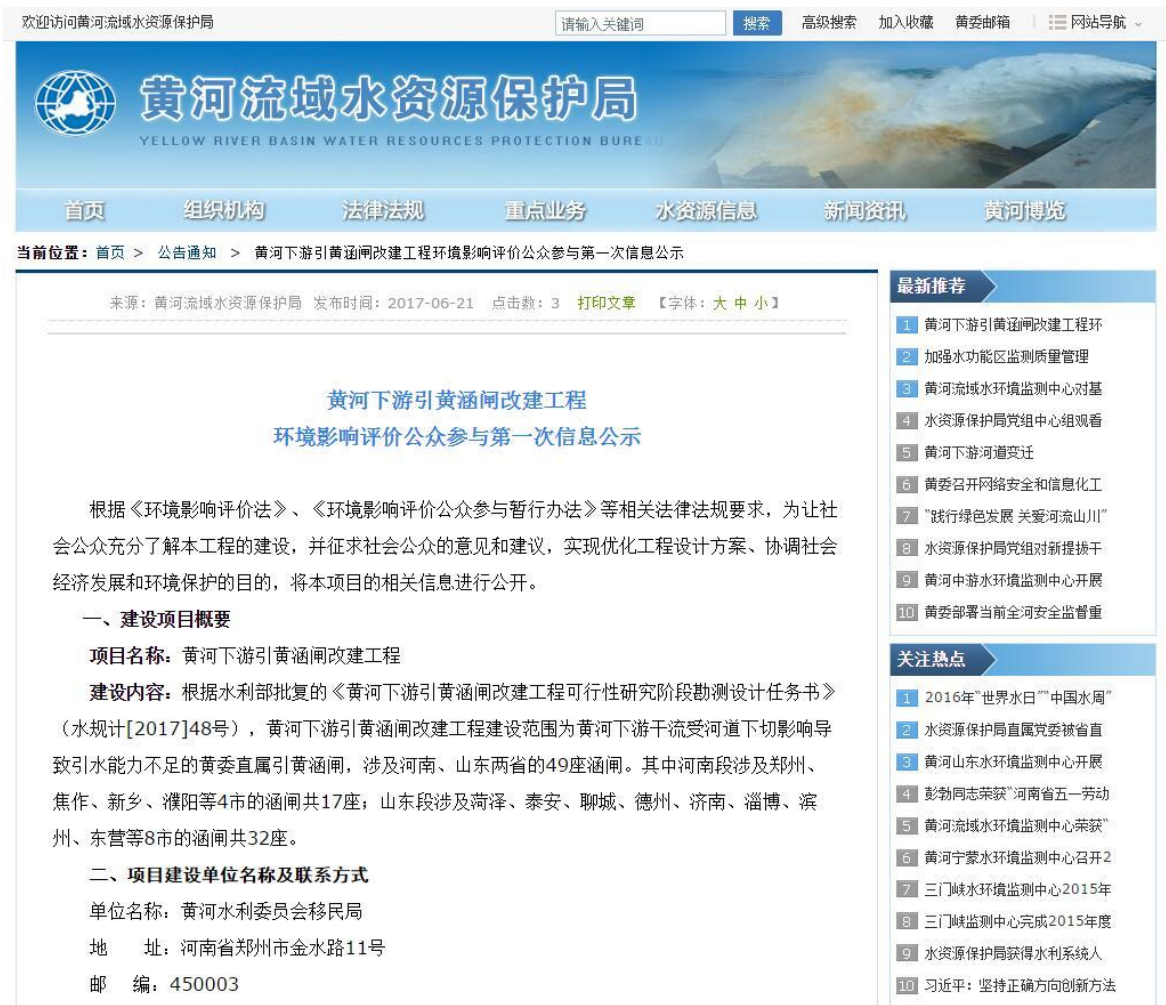 欢迎访问黄河流域水资源保护局
请输入关键词 搜索 高级搜索 加入收藏 黄委邮箱 网站导航
黄河流域水资源保护局
YELLOW RIVER BASIN WATER RESOURCES PROTECTION BUREAU
首页 组织机构 法律法规 重点业务 水资源信息 新闻资讯 黄河博览
当前位置：首页 > 公告通知 > 黄河下游引黄涵闸改建工程环境影响评价公众参与第一次信息公示
来源：黄河流域水资源保护局 发布时间：2017-06-21 点击数：3 打印文章 【字体：大 中 小】
黄河下游引黄涵闸改建工程
环境影响评价公众参与第一次信息公示
根据《环境影响评价法》、《环境影响评价公众参与暂行办法》等相关法律法规要求，为让社
会公众充分了解本工程的建设，并征求社会公众的意见和建议，实现优化工程设计方案、协调社会
经济发展和环境保护的目的，将本项目的相关信息进行公开。
一、建设项目概要
项目名称：黄河下游引黄涵闸改建工程
建设内容：根据水利部批复的《黄河下游引黄涵闸改建工程可行性研究阶段勘测设计任务书》
（水规计[2017]48号），黄河下游引黄涵闸改建工程建设范围为黄河下游干流受河道下切影响导
致引水能力不足的黄委直属引黄涵闸，涉及河南、山东两省的49座涵闸。其中河南段涉及郑州、
焦作、新乡、濮阳等4市的涵闸共17座；山东段涉及菏泽、泰安、聊城、德州、济南、淄博、滨
州、东营等8市的涵闸共32座。
二、项目建设单位名称及联系方式
单位名称：黄河水利委员会移民局
地 址：河南省郑州市金水路11号
邮 编：450003
最新推荐
1 黄河下游引黄涵闸改建工程环
2 加强水功能区监测质量管理
3 黄河流域水环境监测中心对基
4 水资源保护局党组中心组观看
5 黄河下游河道变迁
6 黄委召开网络安全和信息化工
7 “践行绿色发展 关爱河流山川”
8 水资源保护局党组对新提拔干
9 黄河中游水环境监测中心开展
10 黄委部署当前全河安全监督重
关注热点
1 2016年“世界水日”“中国水周”
2 水资源保护局直属党委被省直
3 黄河山东水环境监测中心开展
4 彭勃同志荣获“河南省五一劳动
5 黄河流域水环境监测中心荣获“
6 黄河宁蒙水环境监测中心召开2
7 三门峡水环境监测中心2015年
8 三门峡监测中心完成2015年度
9 水资源保护局获得水利系统人
10 习近平：坚持正确方向创新方法